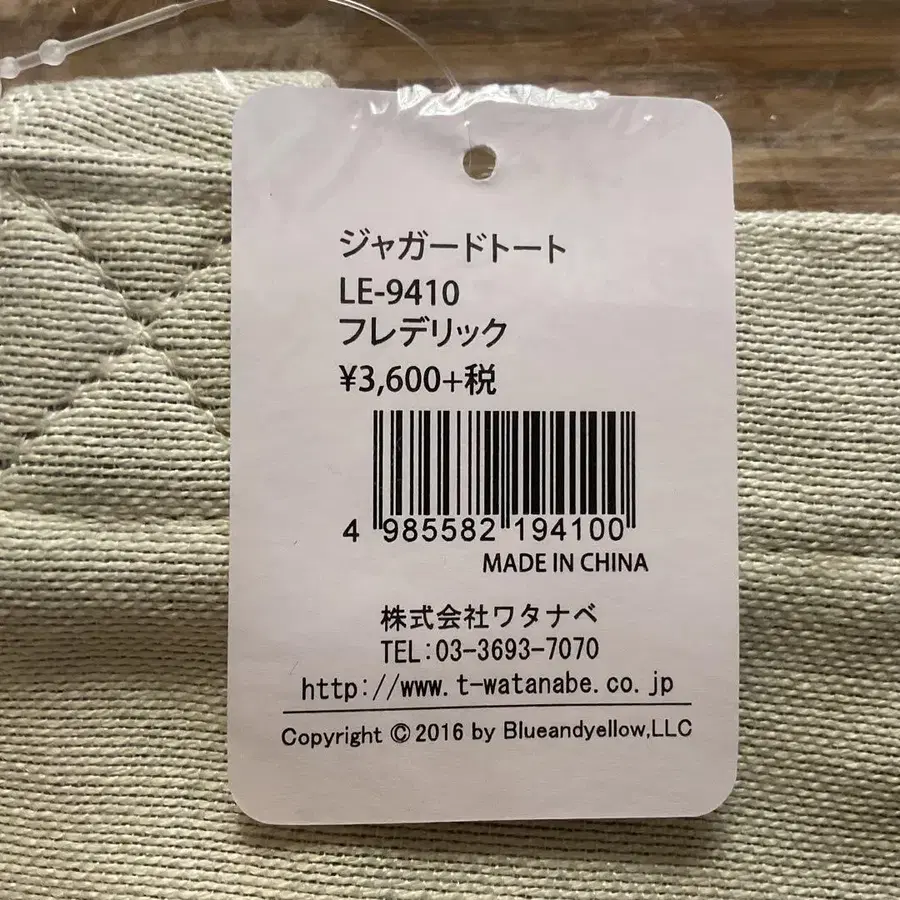 ジャガードトート
LE-9410
フレデリック
¥3,600+税
4 985582 194100
MADE IN CHINA
株式会社ワタナベ
TEL:03-3693-7070
http://www.t-watanabe.co.jp
Copyright © 2016 by Blueandyellow,LLC